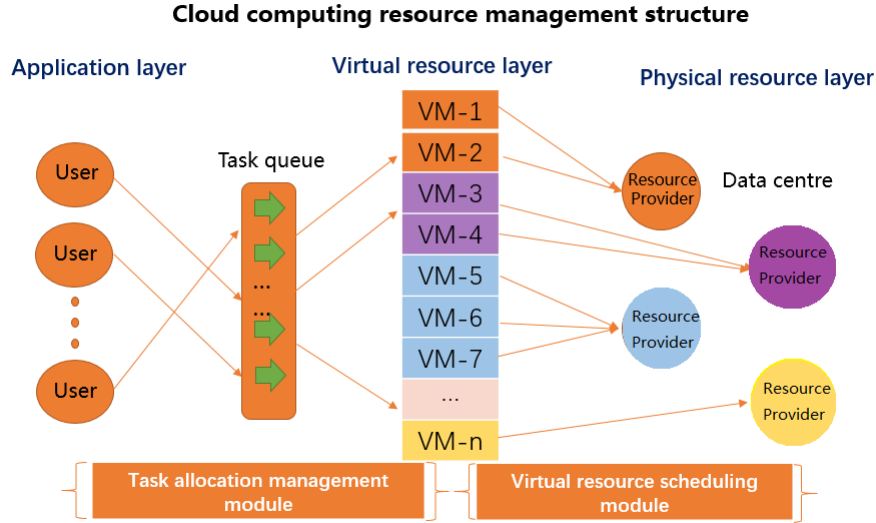 Cloud computing resource management structure
Application layer
Virtual resource layer
Physical resource layer
User
User
User
Task queue
...
...
VM-1
VM-2
VM-3
VM-4
VM-5
VM-6
VM-7
...
VM-n
Resource
Provider
Data centre
Resource
Provider
Resource
Provider
Resource
Provider
Task allocation management
module
Virtual resource scheduling
module